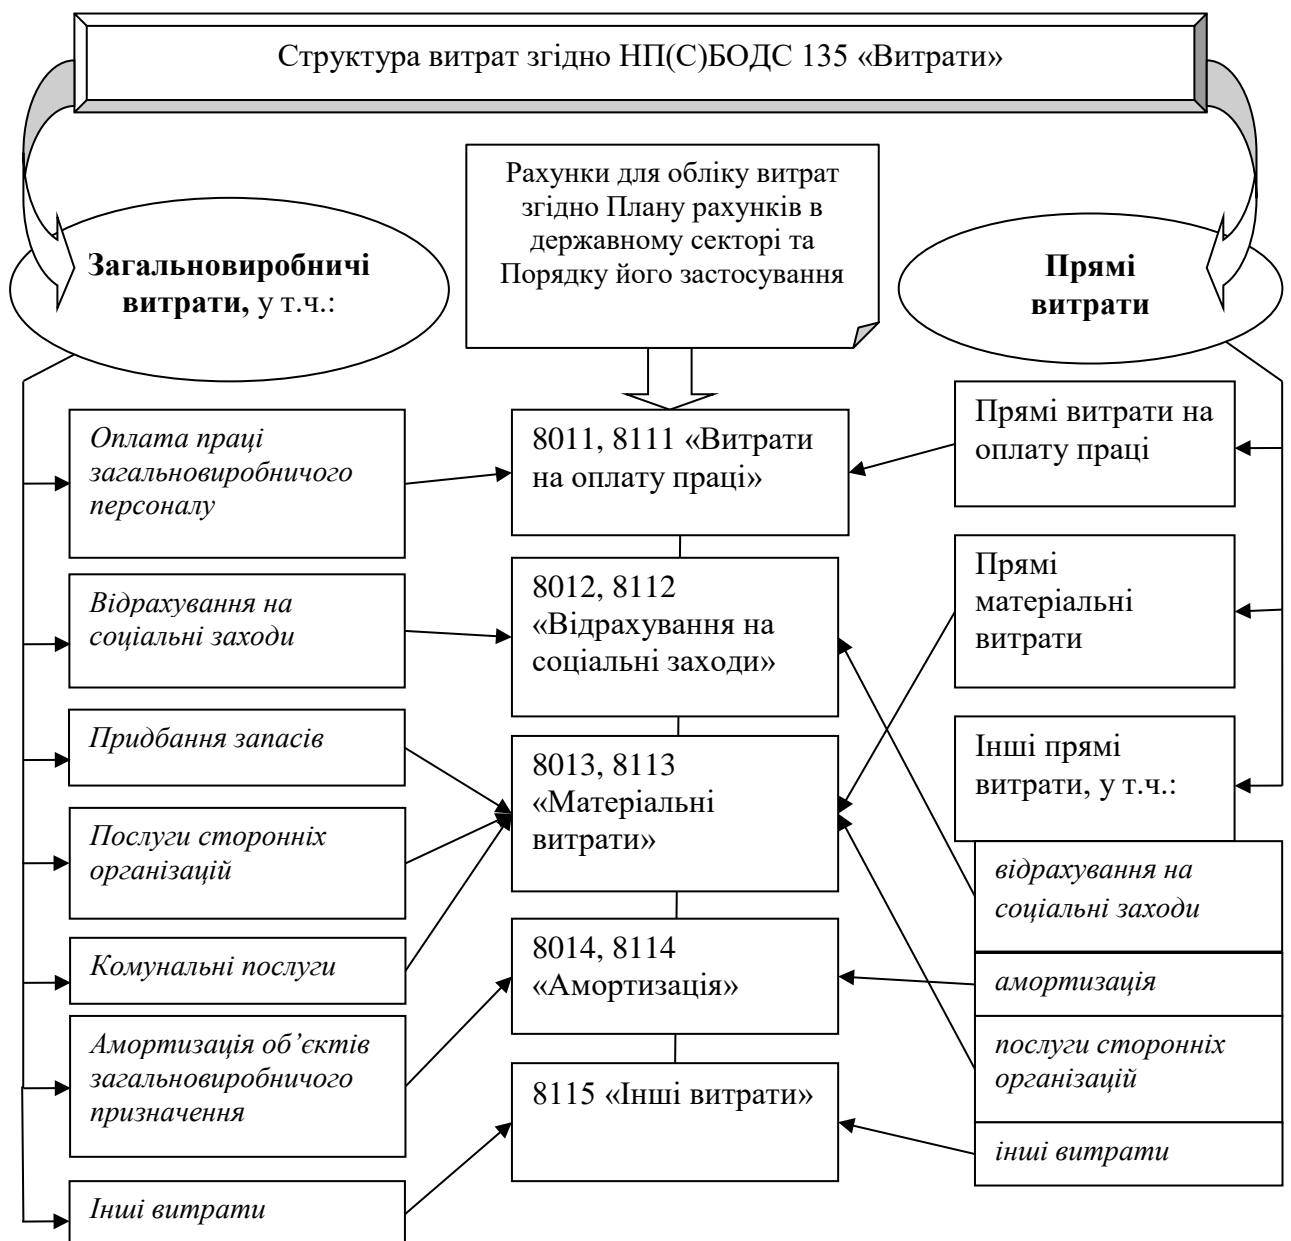 Структура витрат згідно НП(С)БОДС 135 «Витрати»
Рахунки для обліку витрат
згідно Плану рахунків в
державному секторі та
Порядку його застосування
Загальновиробничі
витрати, у т.ч.:
Прямі
витрати
Оплата праці
загальновиробничого
персоналу
Відрахування на
соціальні заходи
Придбання запасів
Послуги сторонніх
організацій
Комунальні послуги
Амортизація об’єктів
загальновиробничого
призначення
Інші витрати
8011, 8111 «Витрати
на оплату праці»
8012, 8112
«Відрахування на
соціальні заходи»
8013, 8113
«Матеріальні
витрати»
8014, 8114
«Амортизація»
8115 «Інші витрати»
Прямі витрати на
оплату праці
Прямі
матеріальні
витрати
Інші прямі
витрати, у т.ч.:
відрахування на
соціальні заходи
амортизація
послуги сторонніх
організацій
інші витрати